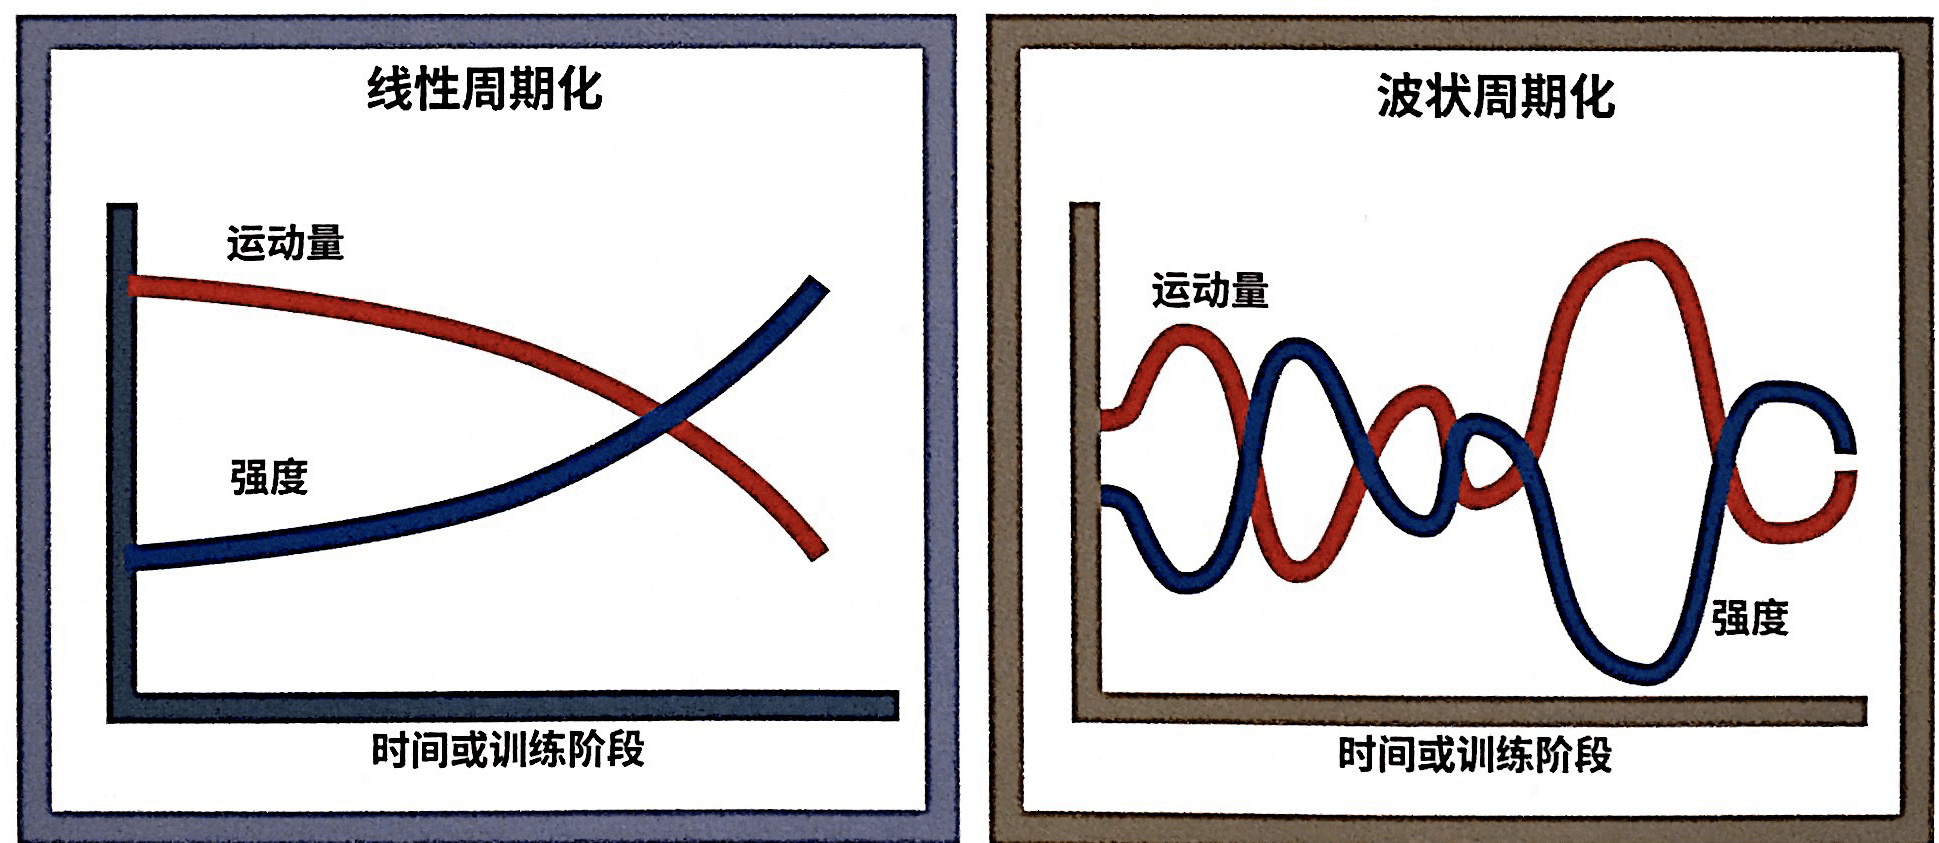 线性周期化
运动量
强度
时间或训练阶段
波状周期化
运动量
强度
时间或训练阶段